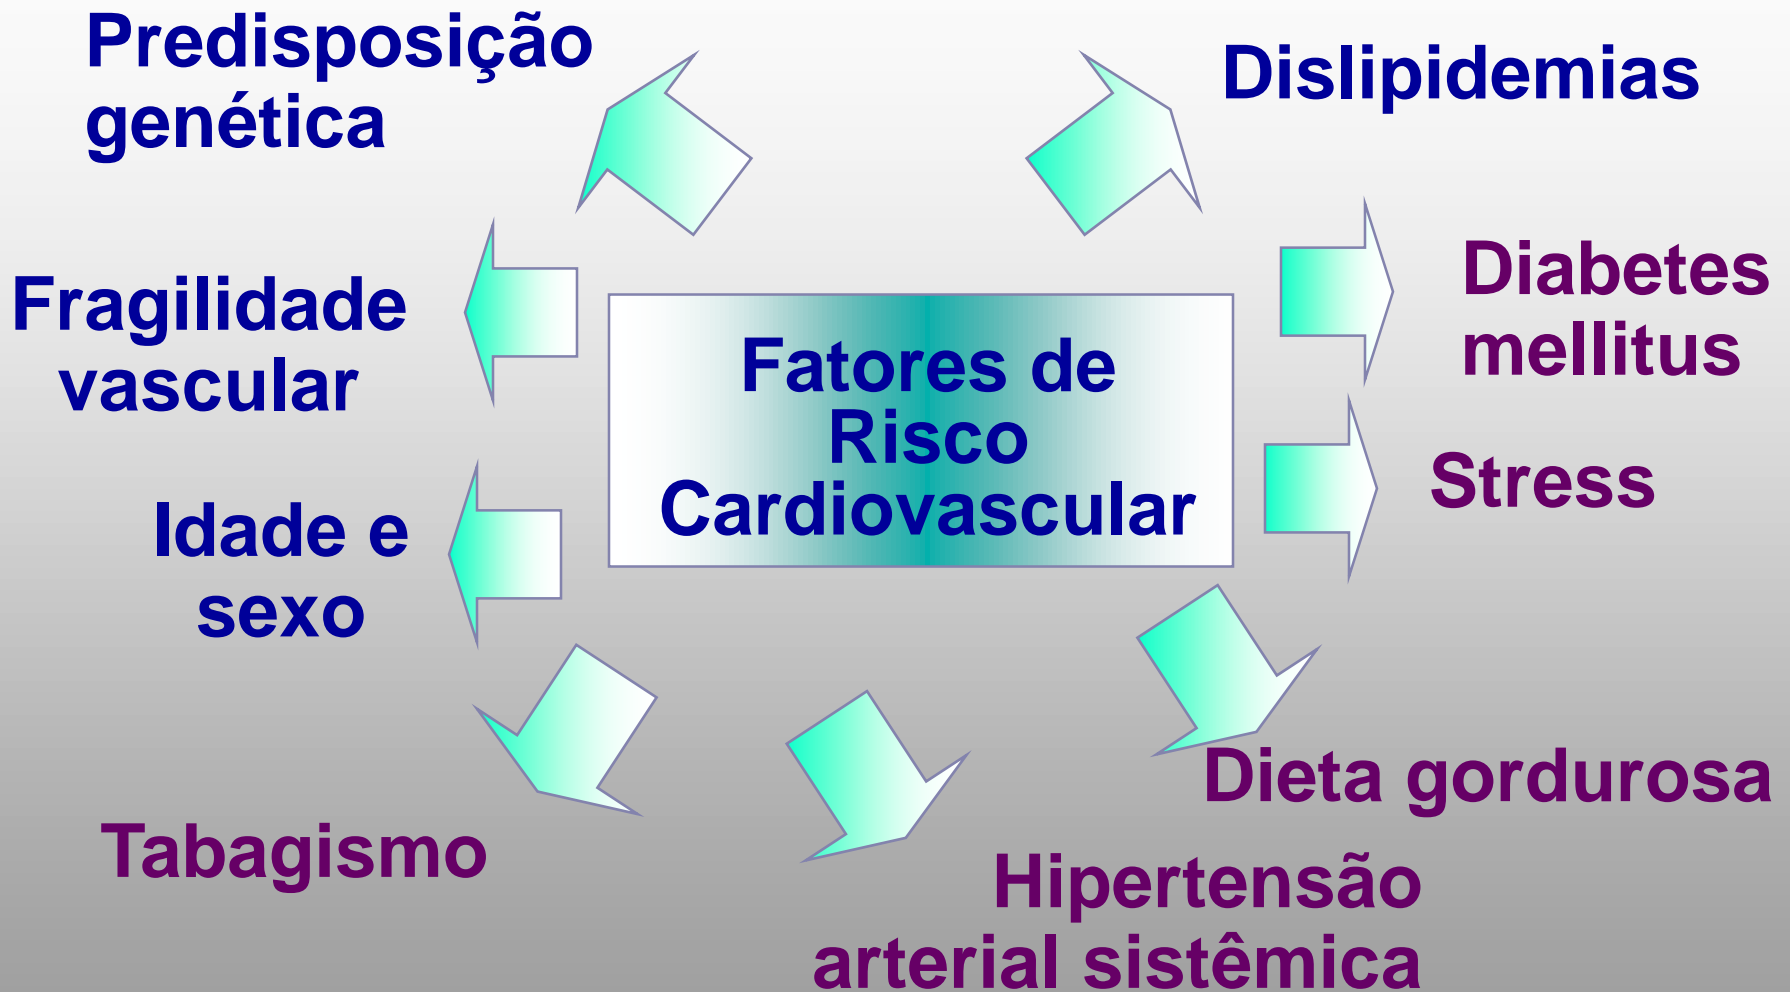 Predisposição
genética
Dislipidemias
Fragilidade
vascular
Diabetes
mellitus
Fatores de
Risco
Cardiovascular
Stress
Idade e
sexo
Dieta gordurosa
Tabagismo
Hipertensão
arterial sistêmica